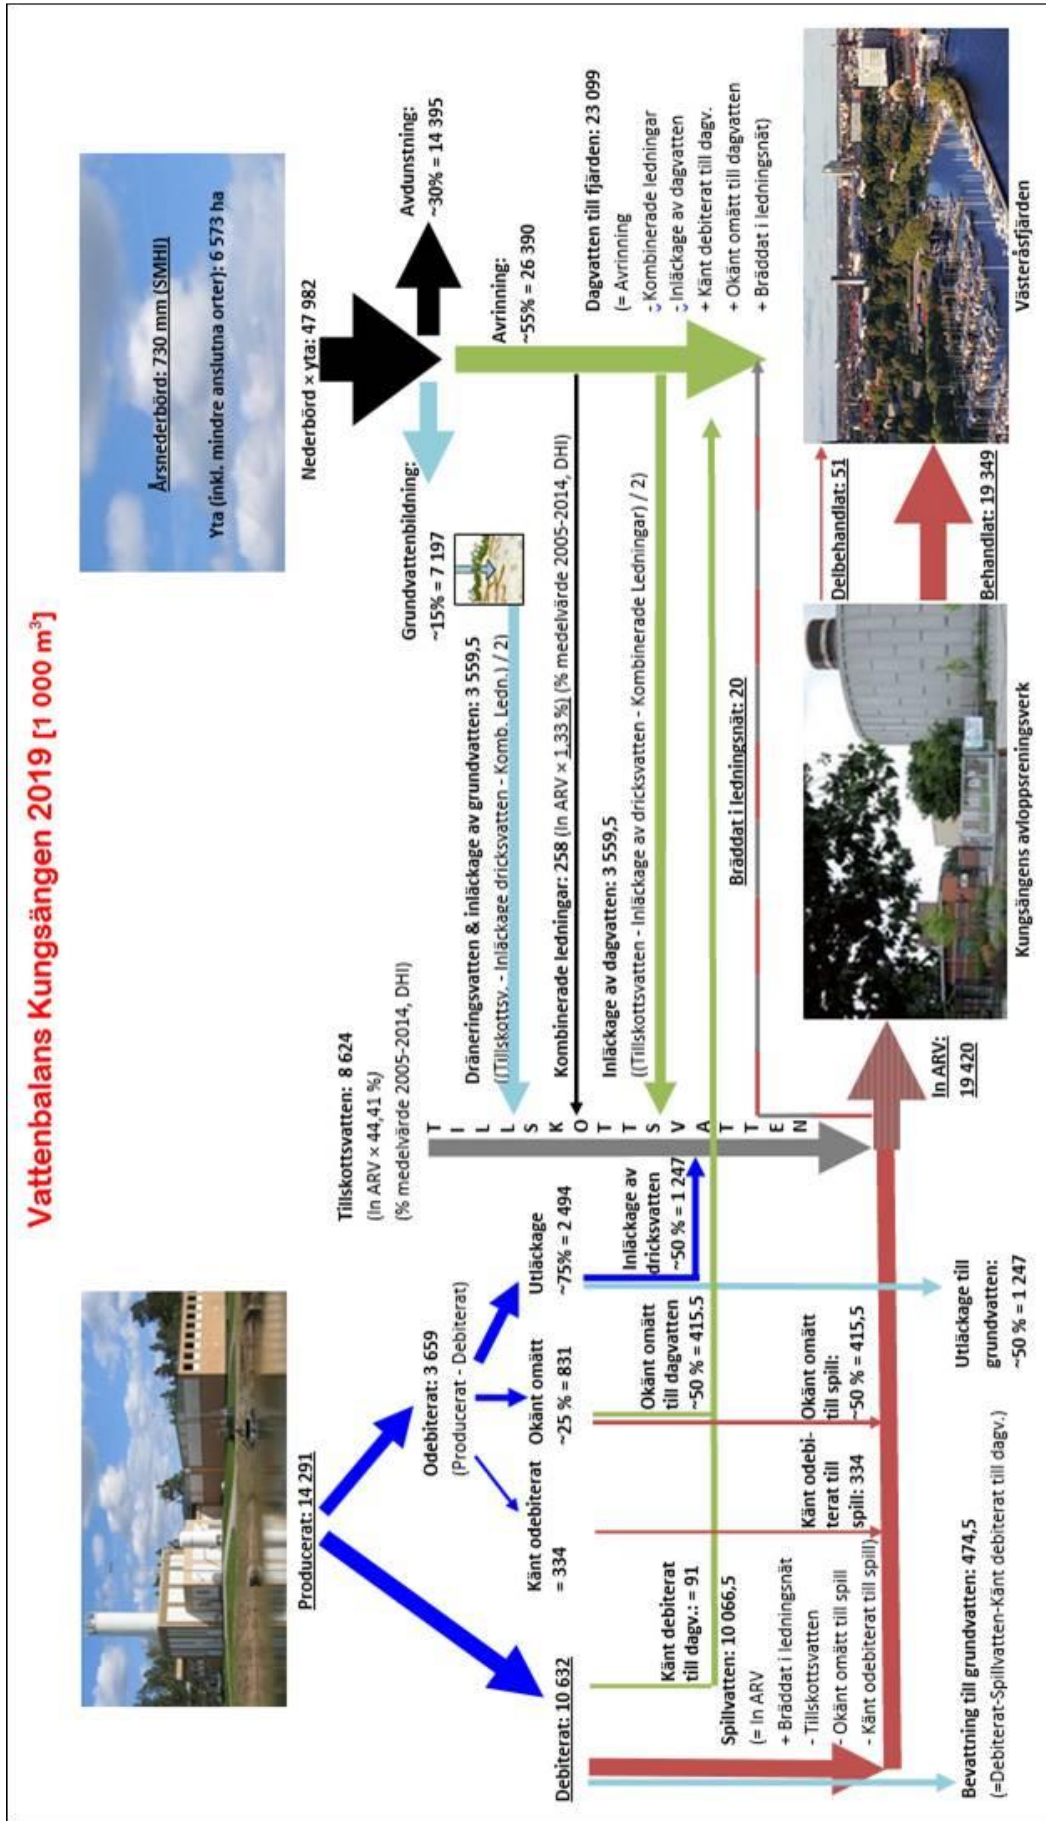 Vattenbalans Kungsängen 2019 [1 000 m³]
Producerat: 14 291
Debiterat: 10 632
Odebiterat: 3 659
(Producerat - Debiterat)
Känt odebiterat
= 334
Okänt omätt
~25 % = 831
Utläckage
~75% = 2 494
Känt debiterat
till dagv.: = 91
Spillvatten: 10 066,5
(= In ARV
+ Bräddat i ledningsnät
- Tillskottsvatten
- Okänt omätt till spill
- Känt odebiterat till spill)
Känt odebi-
terat till
spill: 334
Okänt omätt
till dagvatten
~50 % = 415.5
Okänt omätt
till spill:
~50 % = 415,5
Inläckage av
dricksvatten
~50 % = 1 247
Bevattning till grundvatten: 474,5
(=Debiterat-Spillvatten-Känt debiterat till dagv.)
Utläckage till
grundvatten:
~50 % = 1 247
Tillskottsvatten: 8 624
(In ARV × 44,41 %)
(% medelvärde 2005-2014, DHI)
TILLSKOTTSVATTEN
Dräneringsvatten & inläckage av grundvatten: 3 559,5
((Tillskottsv. - Inläckage dricksvatten - Komb. Ledn.) / 2)
Kombinerade ledningar: 258 (In ARV × 1,33 %) (% medelvärde 2005-2014, DHI)
Inläckage av dagvatten: 3 559,5
((Tillskottsvatten - Inläckage av dricksvatten - Kombinerade Ledningar) / 2)
Bräddat i ledningsnät: 20
In ARV:
19 420
Kungsängens avloppsreningsverk
Delbehandlat: 51
Behandlat: 19 349
Västeråsfjärden
Årsnederbörd: 730 mm (SMHI)
Yta (inkl. mindre anslutna orter): 6 573 ha
Nederbörd × yta: 47 982
Grundvattenbildning:
~15% = 7 197
Avdunstning:
~30% = 14 395
Avrinning:
~55% = 26 390
Dagvatten till fjärden: 23 099
(= Avrinning
- Kombinerade ledningar
- Inläckage av dagvatten
+ Känt debiterat till dagv.
+ Okänt omätt till dagvatten
+ Bräddat i ledningsnät)